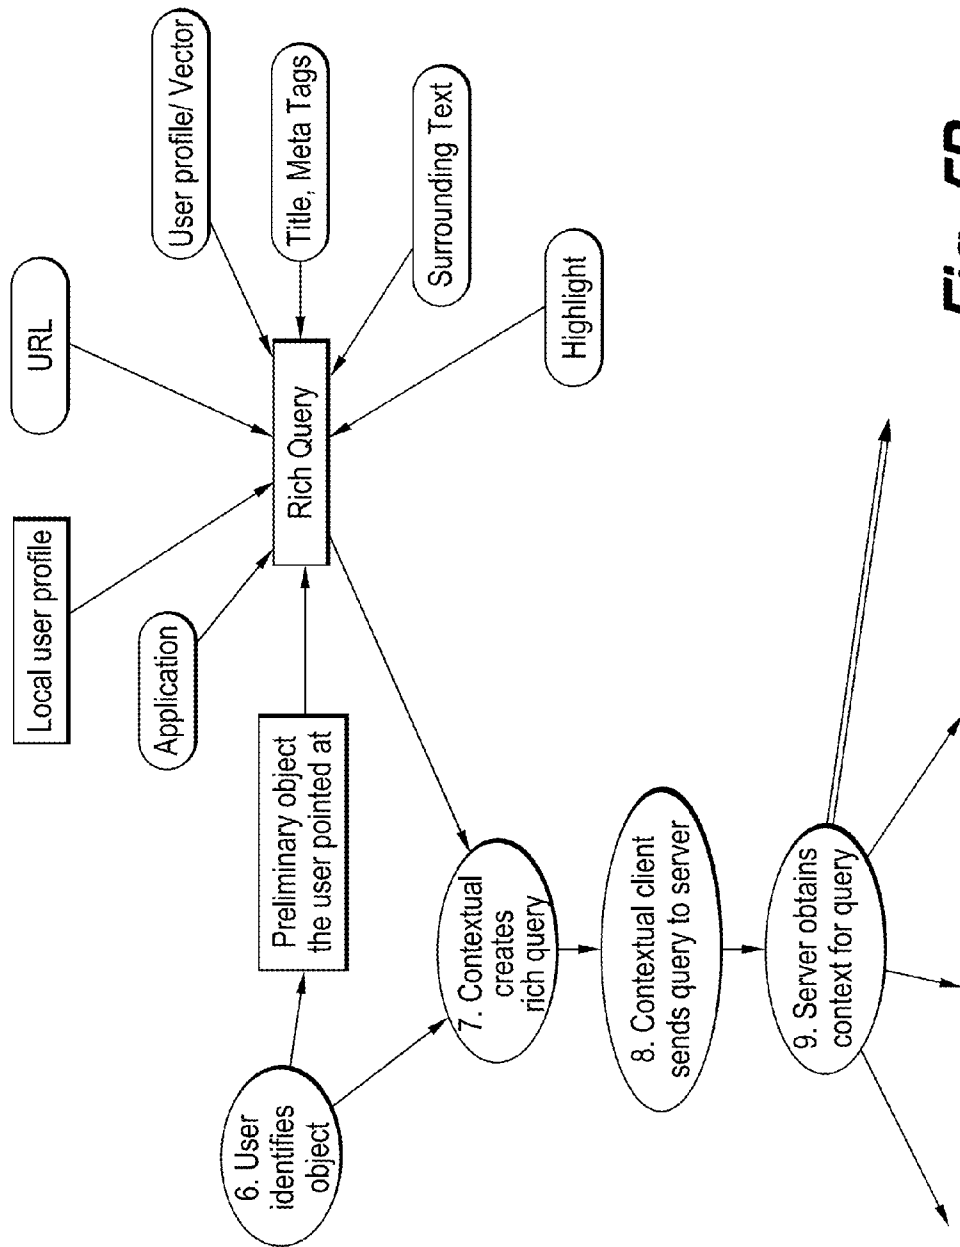 Local user profile
URL
Application
User profile/ Vector
6. User
identifies
object
Preliminary object
the user pointed at
Rich Query
Title, Meta Tags
Surrounding Text
7. Contextual
creates
rich query
Highlight
8. Contextual client
sends query to server
9. Server obtains
context for query
Fig.